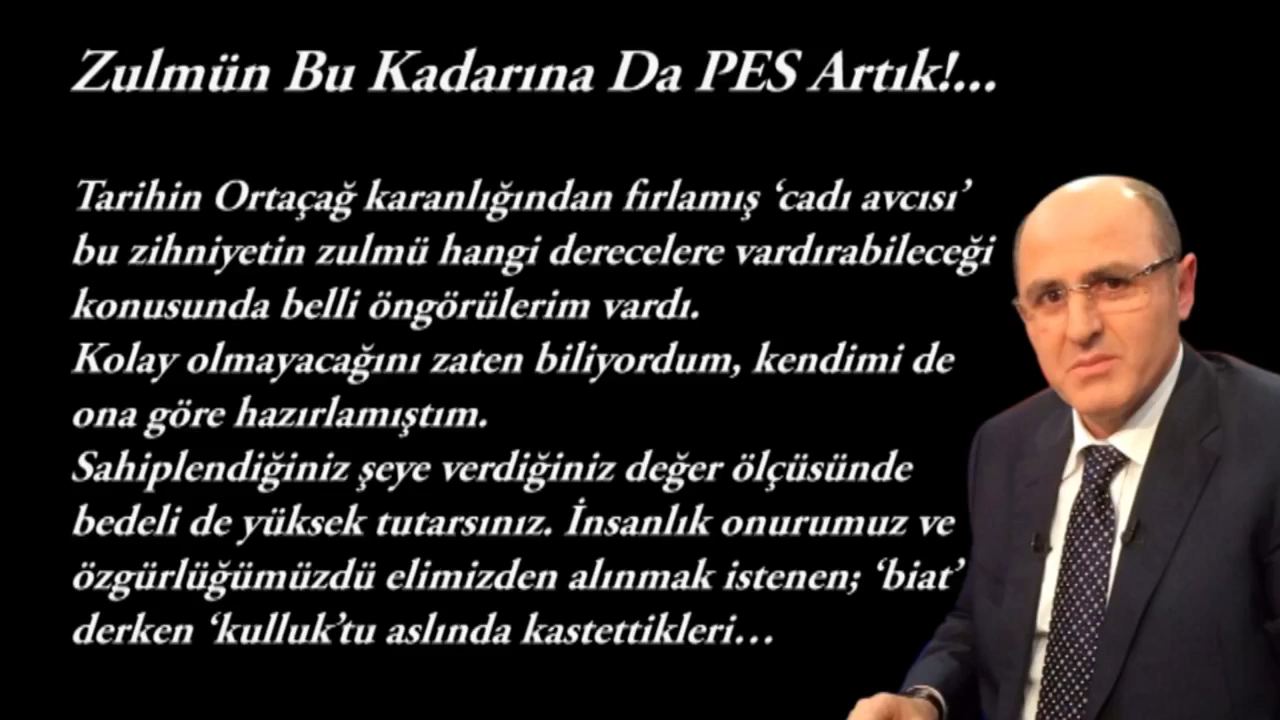 Zulmün Bu Kadarına Da PES Artık!...
Tarihin Ortaçağ karanlığından fırlamış ‘cadı avcısı’
bu zihniyetin zulmü hangi derecelere vardırabileceği
konusunda belli öngörülerim vardı.
Kolay olmayacağını zaten biliyordum, kendimi de
ona göre hazırlamıştım.
Sahiplendiğiniz şeye verdiğiniz değer ölçüsünde
bedeli de yüksek tutarsınız. İnsanlık onurumuz ve
özgürlüğümüzdü elimizden alınmak istenen; ‘biat’
derken ‘kulluk’tu aslında kastettikleri…